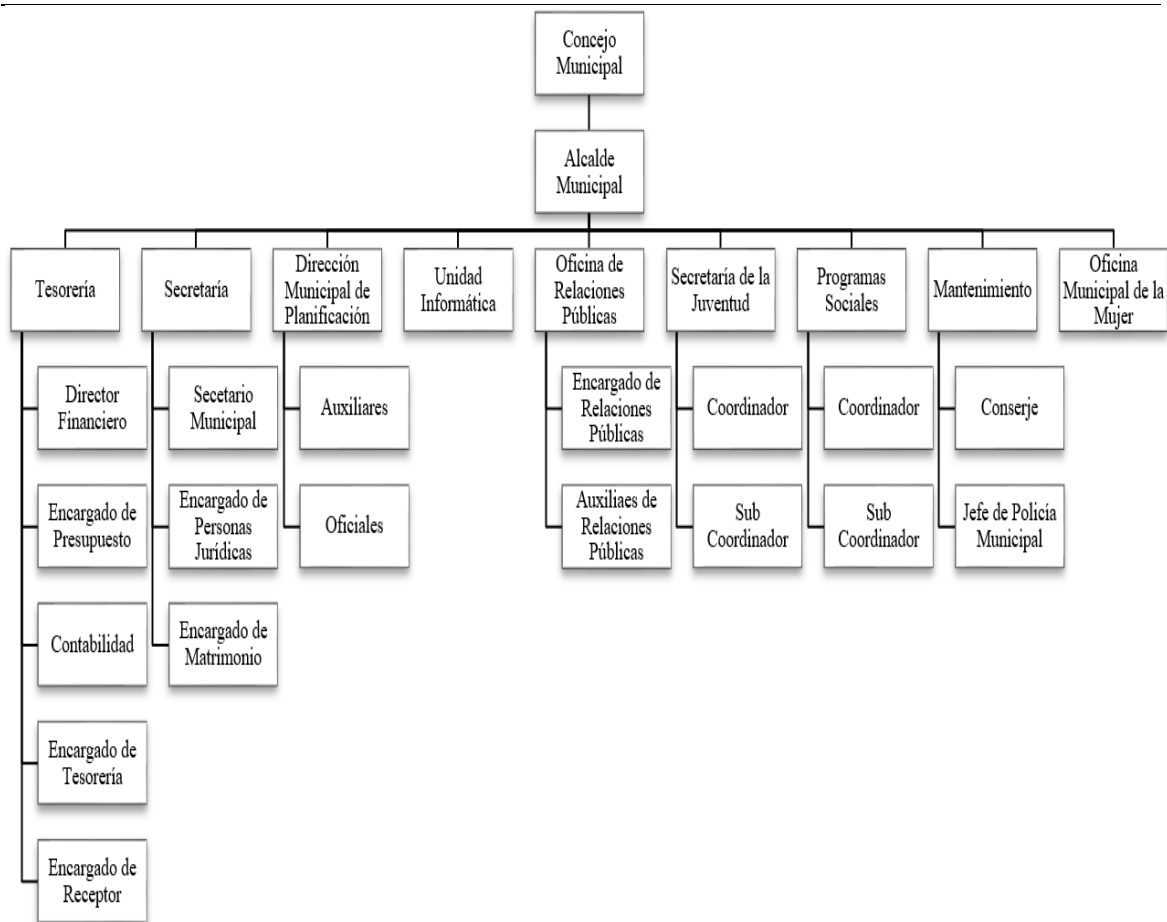 Concejo
Municipal
Alcalde
Municipal
Tesorería
Secretaría
Dirección
Municipal de
Planificación
Unidad
Informática
Oficina de
Relaciones
Públicas
Secretaría de la
Juventud
Programas
Sociales
Mantenimiento
Oficina
Municipal de la
Mujer
Director
Financiero
Encargado de
Presupuesto
Contabilidad
Encargado de
Tesorería
Encargado de
Receptor
Secetario
Municipal
Encargado de
Personas
Jurídicas
Encargado de
Matrimonio
Auxiliares
Oficiales
Encargado de
Relaciones
Públicas
Auxiliaes de
Relaciones
Públicas
Coordinador
Sub
Coordinador
Coordinador
Sub
Coordinador
Conserje
Jefe de Policía
Municipal